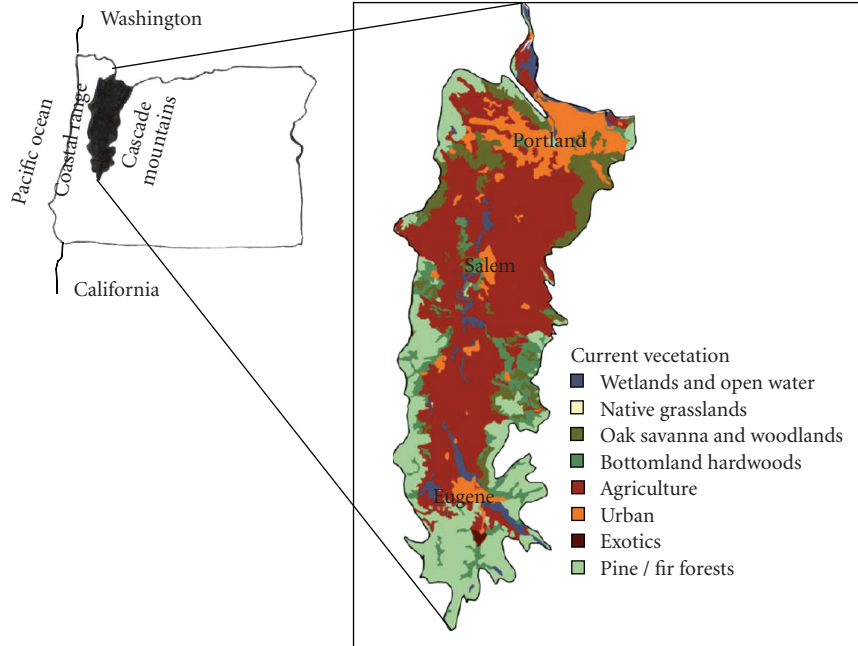 Washington
Pacific ocean
Coastal range
Cascade
mountains
California
Portland
Salem
Eugene
Current vecetation
Wetlands and open water
Native grasslands
Oak savanna and woodlands
Bottomland hardwoods
Agriculture
Urban
Exotics
Pine / fir forests